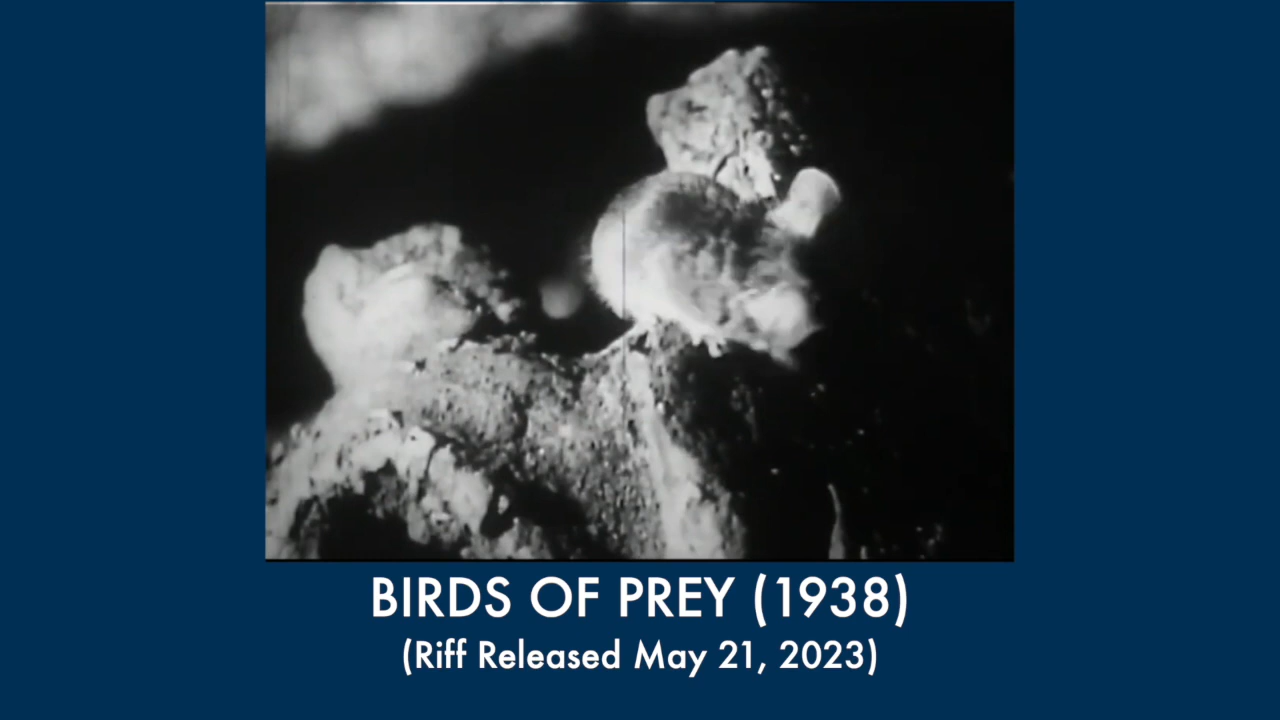 BIRDS OF PREY (1938)
(Riff Released May 21, 2023)